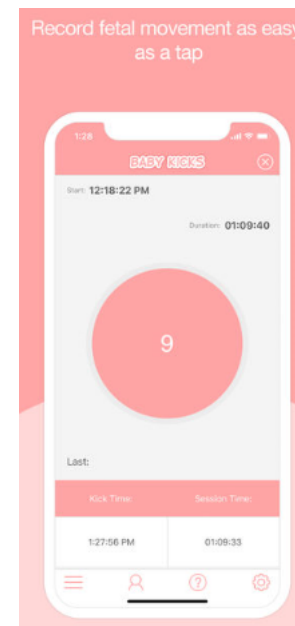 Record fetal movement as easy
as a tap
1:28
BABY KICKS
Start: 12:18:22 PM
Duration: 01:09:40
9
Last:
Kick Time: Session Time:
1:27:56 PM 01:09:33
?